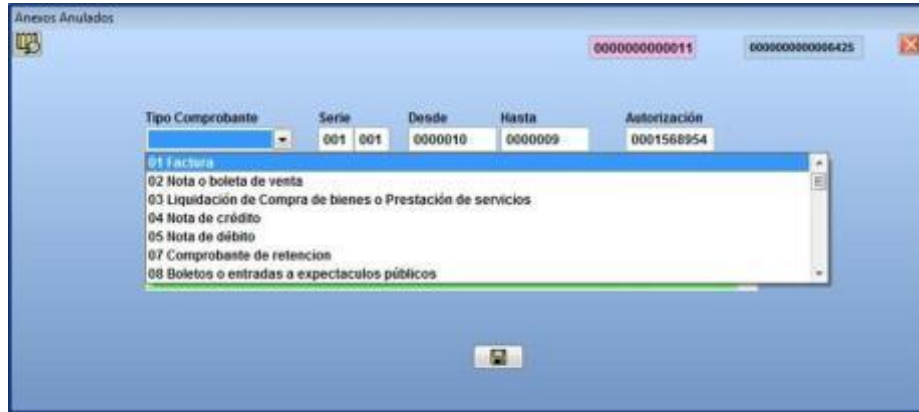 Anexos Anulados
0000000000011 0000000000006425
Tipo Comprobante Serie Desde Hasta Autorización
001 001 0000010 0000009 0001568954
01 Factura
02 Nota o boleta de venta
03 Liquidación de Compra de bienes o Prestación de servicios
04 Nota de crédito
05 Nota de débito
07 Comprobante de retencion
08 Boletos o entradas a expectaculos públicos